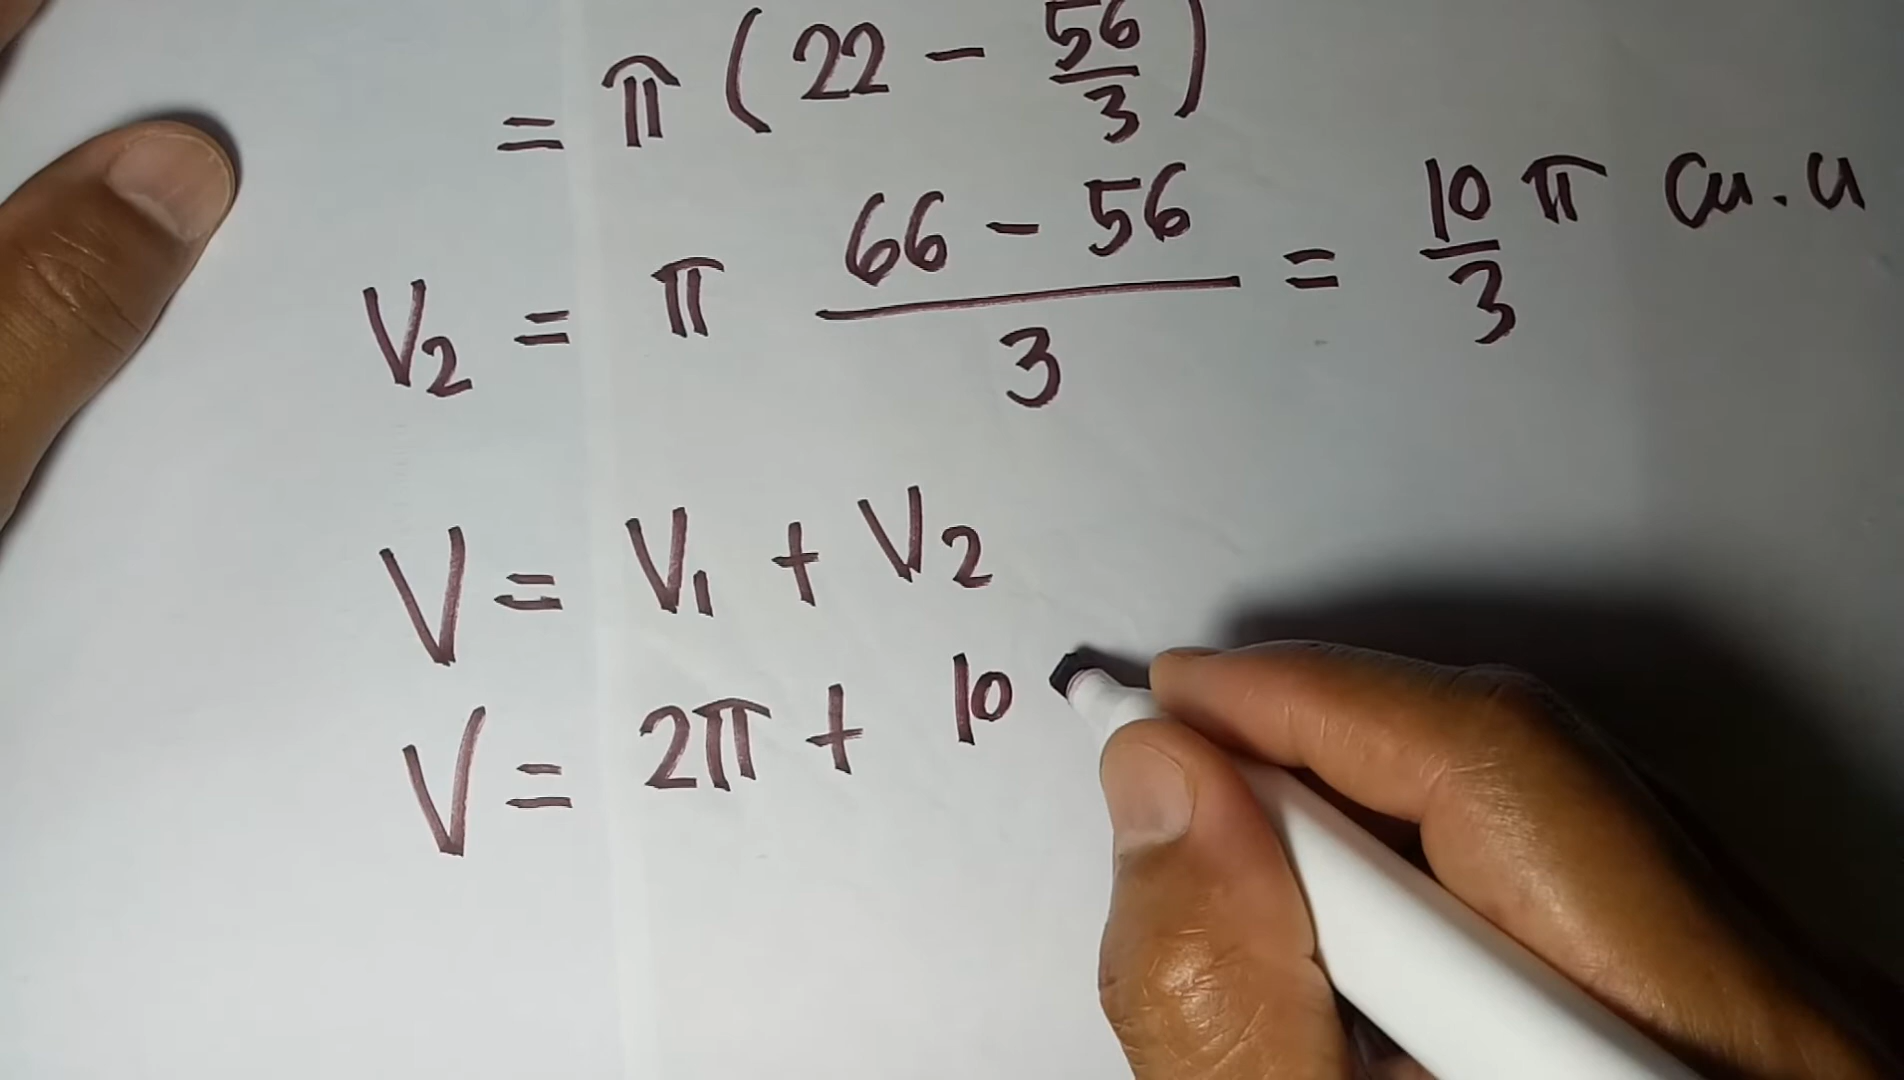 = π ( 22 - 56/3 )
V₂ = π 66 - 56 / 3 = 10/3 π cu.u
V = V₁ + V₂
V = 2π + 10